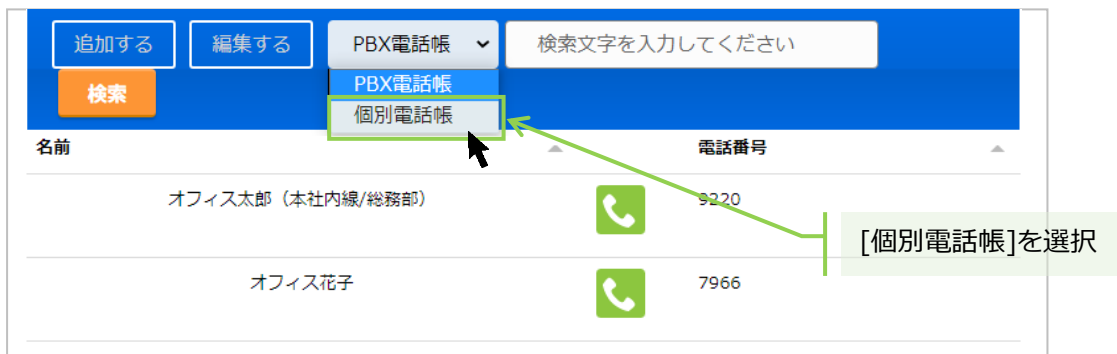 追加する 編集する PBX電話帳 検索文字を入力してください
検索 PBX電話帳
個別電話帳
名前 電話番号
オフィス太郎（本社内線/総務部） 9220
[個別電話帳]を選択
オフィス花子 7966